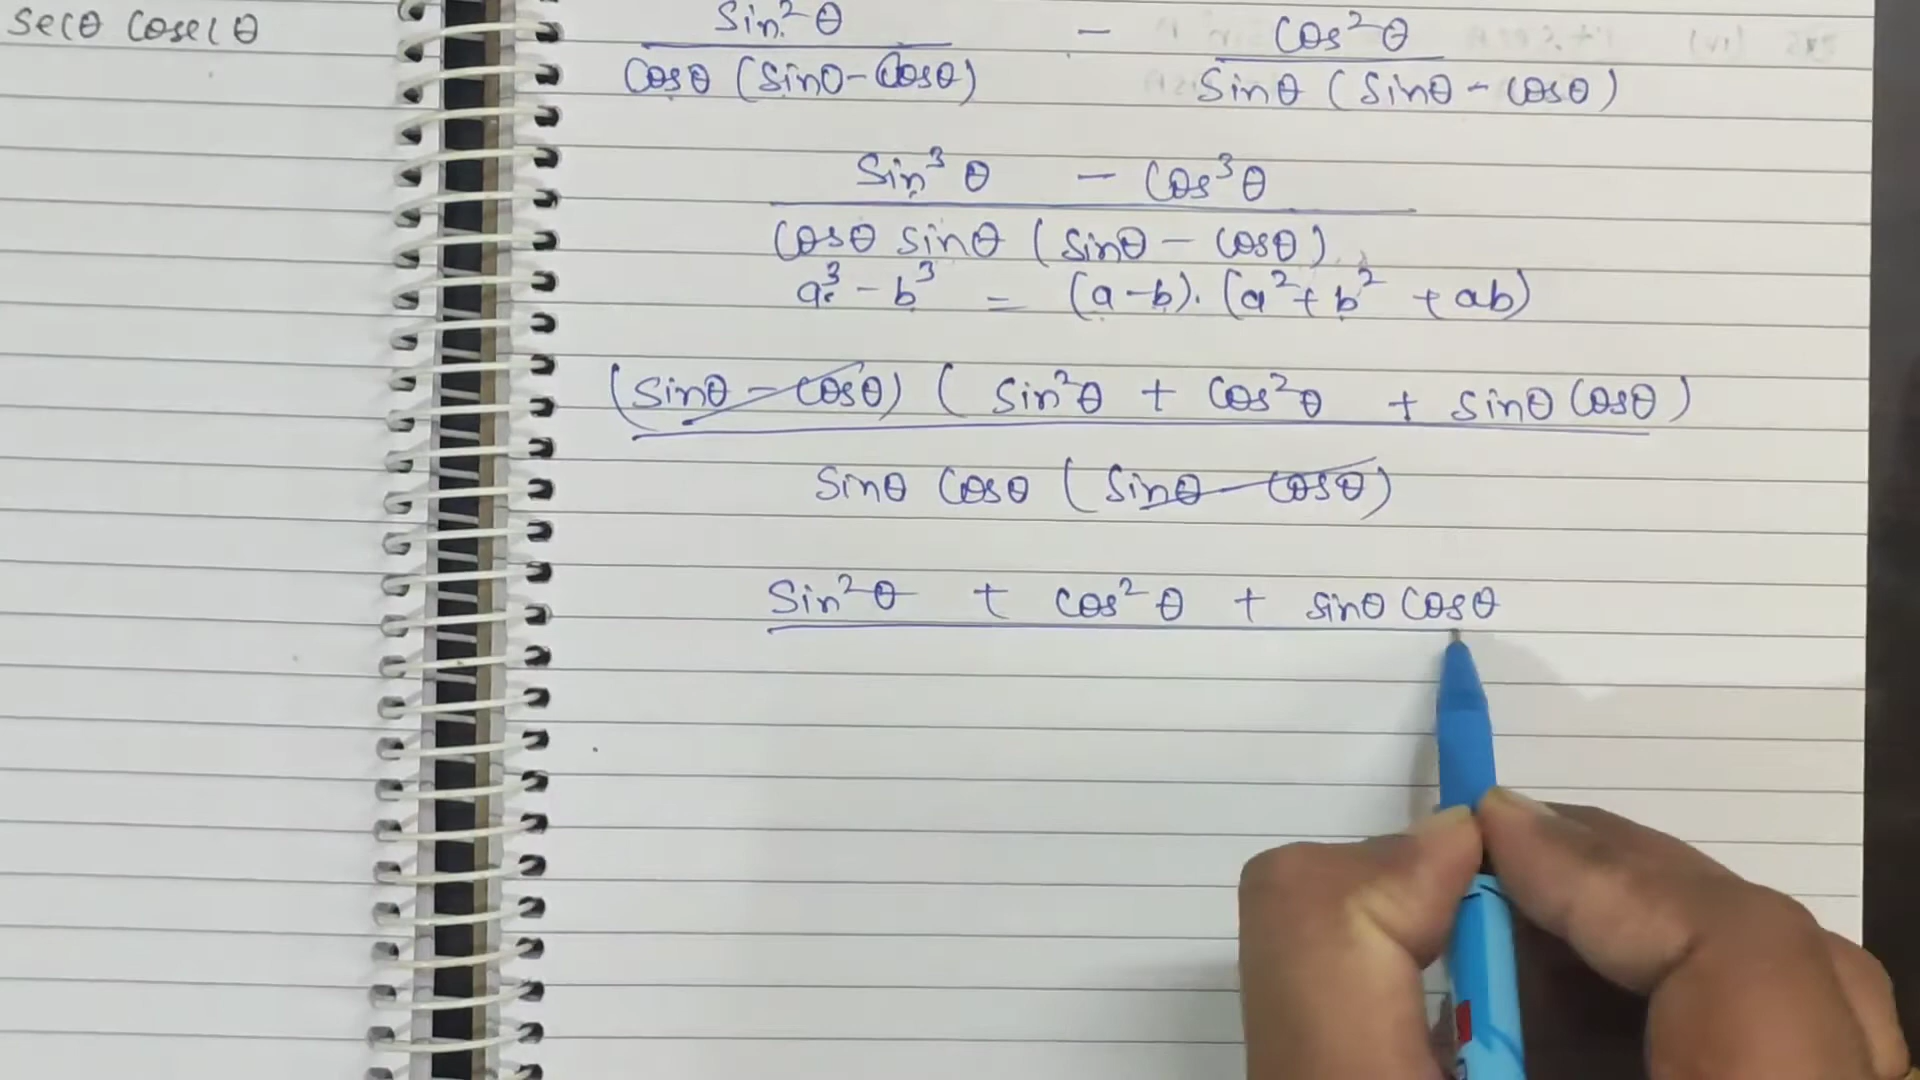 secθ cosecθ
Sin²θ - Cos²θ
Cosθ (Sinθ-Cosθ) Sinθ (Sinθ - cosθ)
Sin³θ - Cos³θ
Cosθ sinθ (sinθ - cosθ)
a³ - b³ = (a-b). (a²+b² + ab)
(sinθ - cosθ) ( Sin²θ + Cos²θ + sinθ Cosθ )
Sinθ Cosθ (Sinθ - cosθ)
Sin²θ + cos²θ + sinθ Cosθ